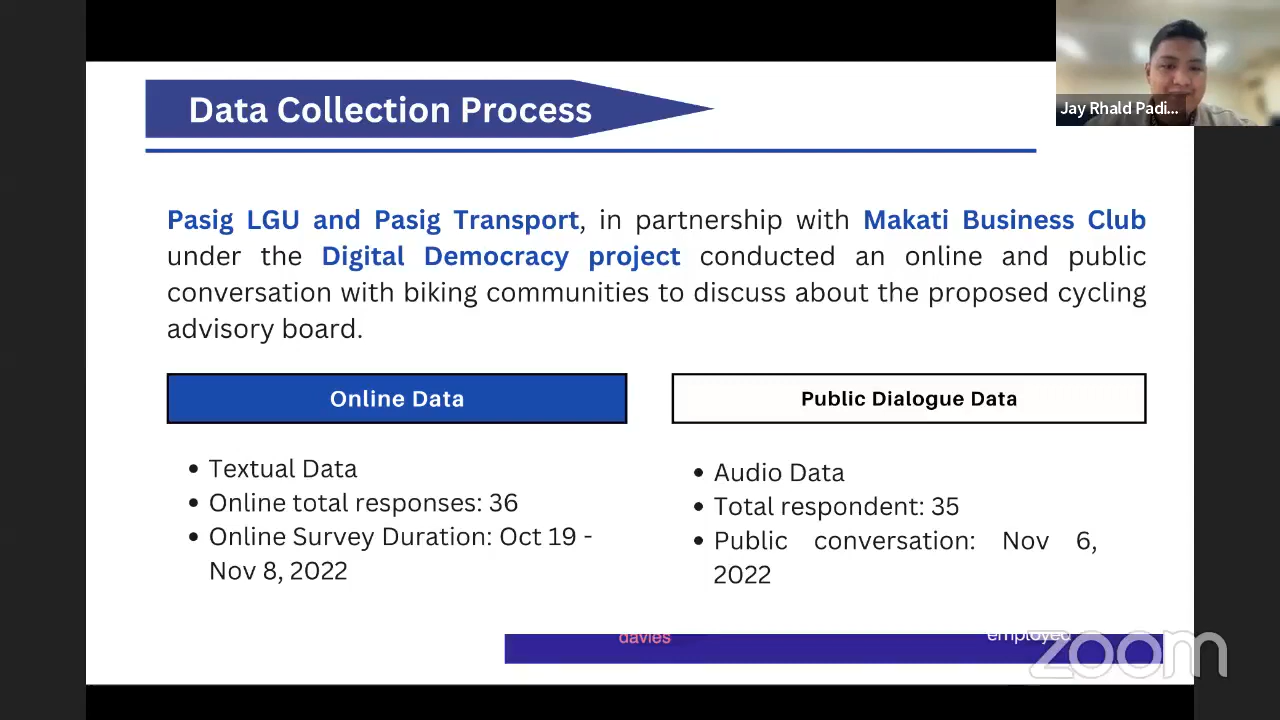 Data Collection Process
Jay Rhald Padi...
Pasig LGU and Pasig Transport, in partnership with Makati Business Club
under the Digital Democracy project conducted an online and public
conversation with biking communities to discuss about the proposed cycling
advisory board.
Online Data
• Textual Data
• Online total responses: 36
• Online Survey Duration: Oct 19 -
Nov 8, 2022
Public Dialogue Data
• Audio Data
• Total respondent: 35
• Public conversation: Nov 6,
2022
davies
employed
zoom